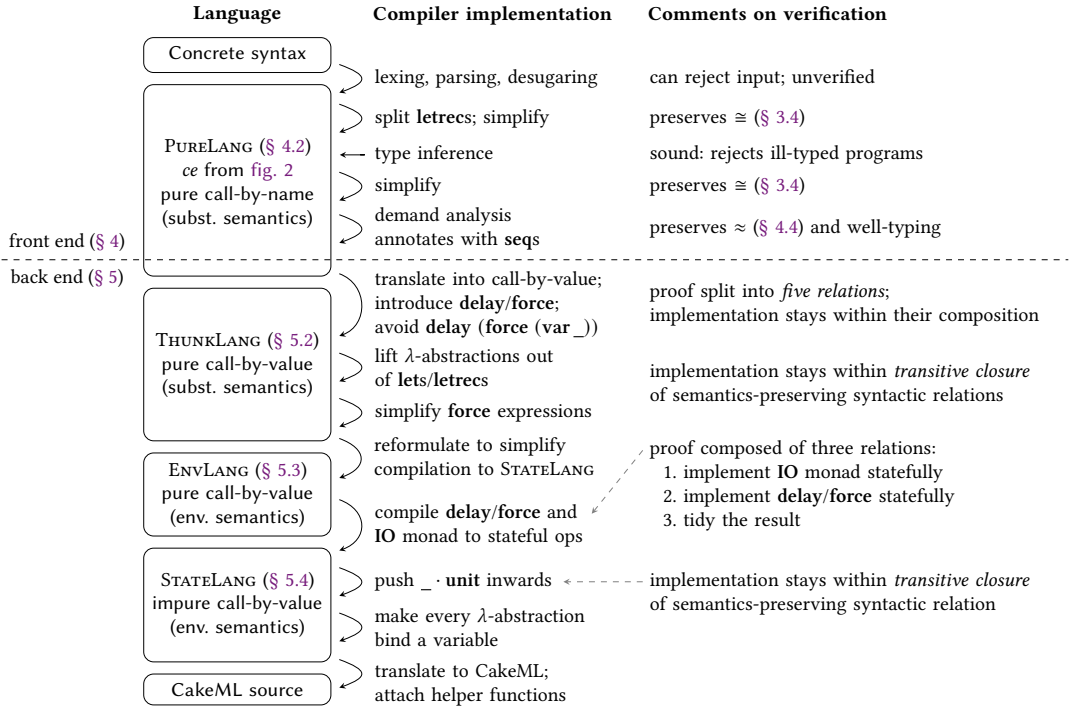 Language
Compiler implementation
Comments on verification
Concrete syntax
lexing, parsing, desugaring
can reject input; unverified
split letrecs; simplify
preserves ≅ (§ 3.4)
PureLang (§ 4.2)
ce from fig. 2
pure call-by-name
(subst. semantics)
type inference
sound: rejects ill-typed programs
simplify
preserves ≅ (§ 3.4)
demand analysis
annotates with seqs
preserves ≈ (§ 4.4) and well-typing
front end (§ 4)
back end (§ 5)
translate into call-by-value;
introduce delay/force;
avoid delay (force (var _))
proof split into five relations;
implementation stays within their composition
ThunkLang (§ 5.2)
pure call-by-value
(subst. semantics)
lift λ-abstractions out
of lets/letrecs
implementation stays within transitive closure
of semantics-preserving syntactic relations
simplify force expressions
reformulate to simplify
compilation to StateLang
EnvLang (§ 5.3)
pure call-by-value
(env. semantics)
compile delay/force and
IO monad to stateful ops
proof composed of three relations:
1. implement IO monad statefully
2. implement delay/force statefully
3. tidy the result
StateLang (§ 5.4)
impure call-by-value
(env. semantics)
push _ · unit inwards
implementation stays within transitive closure
of semantics-preserving syntactic relation
make every λ-abstraction
bind a variable
translate to CakeML;
attach helper functions
CakeML source